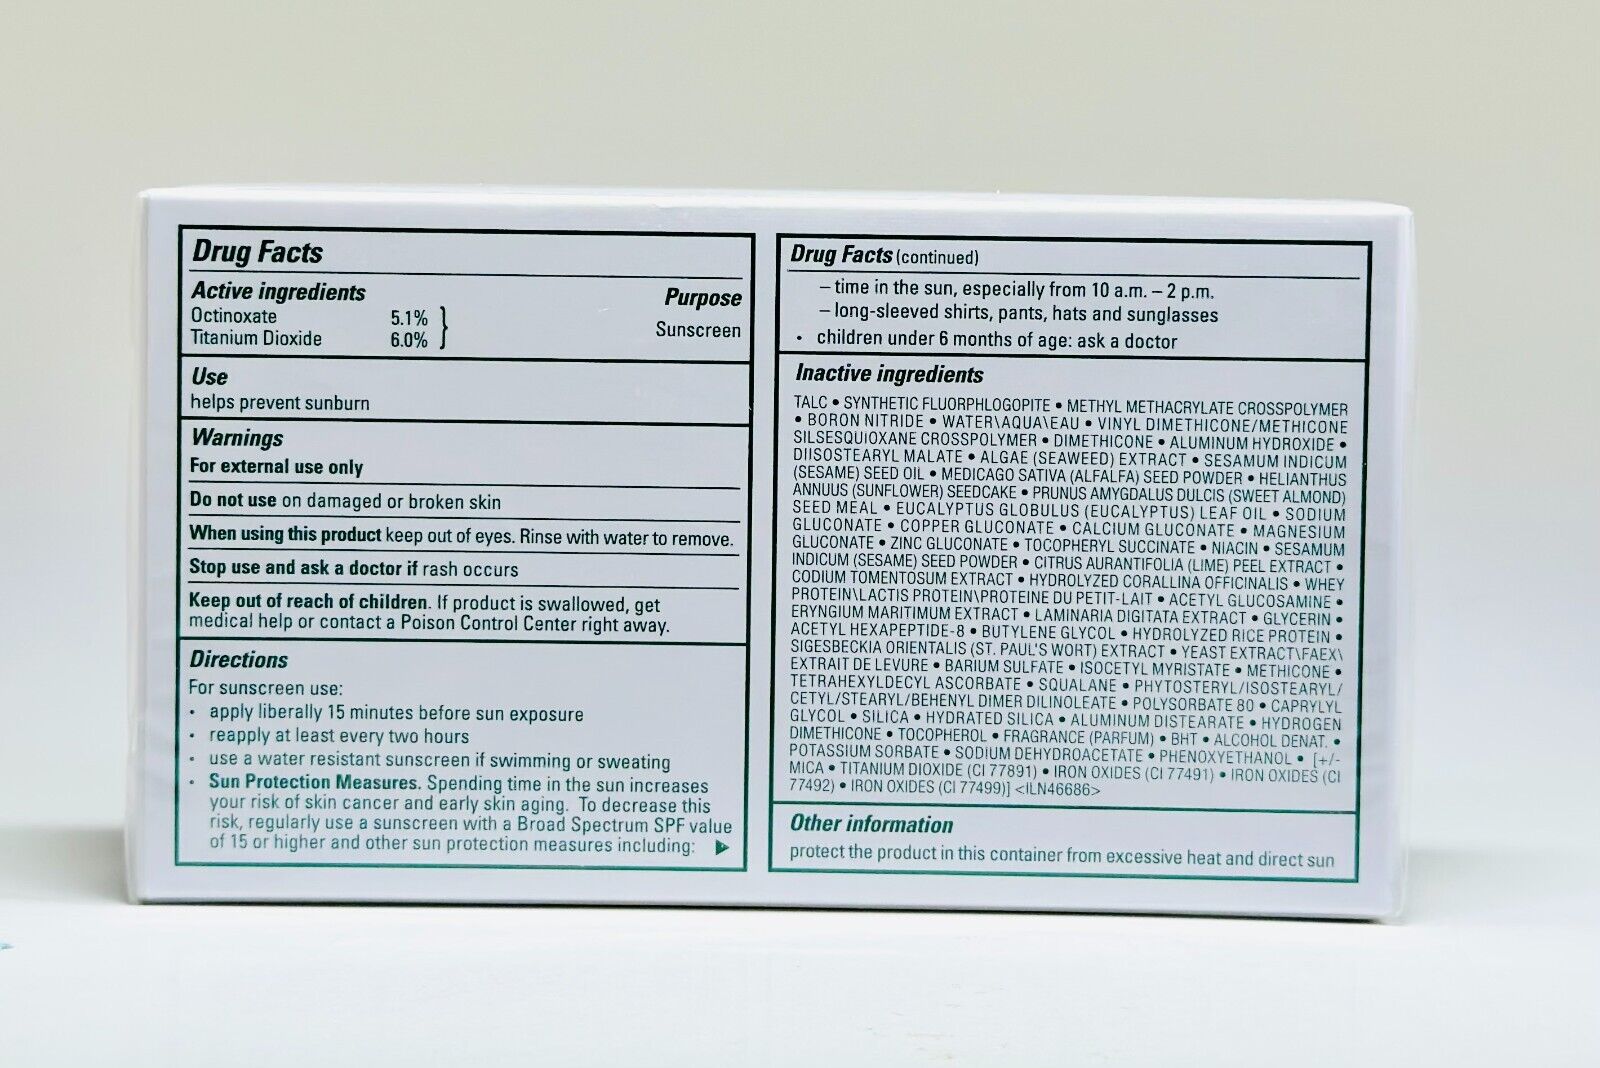 Drug Facts
Active ingredients
Purpose
Octinoxate 5.1%
Titanium Dioxide 6.0%
}
Sunscreen
Use
helps prevent sunburn
Warnings
For external use only
Do not use on damaged or broken skin
When using this product keep out of eyes. Rinse with water to remove.
Stop use and ask a doctor if rash occurs
Keep out of reach of children. If product is swallowed, get
medical help or contact a Poison Control Center right away.
Directions
For sunscreen use:
• apply liberally 15 minutes before sun exposure
• reapply at least every two hours
• use a water resistant sunscreen if swimming or sweating
• Sun Protection Measures. Spending time in the sun increases
your risk of skin cancer and early skin aging. To decrease this
risk, regularly use a sunscreen with a Broad Spectrum SPF value
of 15 or higher and other sun protection measures including:
Drug Facts (continued)
– time in the sun, especially from 10 a.m. – 2 p.m.
– long-sleeved shirts, pants, hats and sunglasses
• children under 6 months of age: ask a doctor
Inactive ingredients
TALC • SYNTHETIC FLUORPHLOGOPITE • METHYL METHACRYLATE CROSSPOLYMER
• BORON NITRIDE • WATER\AQUA\EAU • VINYL DIMETHICONE/METHICONE
SILSESQUIOXANE CROSSPOLYMER • DIMETHICONE • ALUMINUM HYDROXIDE •
DIISOSTEARYL MALATE • ALGAE (SEAWEED) EXTRACT • SESAMUM INDICUM
(SESAME) SEED OIL • MEDICAGO SATIVA (ALFALFA) SEED POWDER • HELIANTHUS
ANNUUS (SUNFLOWER) SEEDCAKE • PRUNUS AMYGDALUS DULCIS (SWEET ALMOND)
SEED MEAL • EUCALYPTUS GLOBULUS (EUCALYPTUS) LEAF OIL • SODIUM
GLUCONATE • COPPER GLUCONATE • CALCIUM GLUCONATE • MAGNESIUM
GLUCONATE • ZINC GLUCONATE • TOCOPHERYL SUCCINATE • NIACIN • SESAMUM
INDICUM (SESAME) SEED POWDER • CITRUS AURANTIFOLIA (LIME) PEEL EXTRACT •
CODIUM TOMENTOSUM EXTRACT • HYDROLYZED CORALLINA OFFICINALIS • WHEY
PROTEIN\LACTIS PROTEIN\PROTEINE DU PETIT-LAIT • ACETYL GLUCOSAMINE •
ERYNGIUM MARITIMUM EXTRACT • LAMINARIA DIGITATA EXTRACT • GLYCERIN •
ACETYL HEXAPEPTIDE-8 • BUTYLENE GLYCOL • HYDROLYZED RICE PROTEIN •
SIGESBECKIA ORIENTALIS (ST. PAUL'S WORT) EXTRACT • YEAST EXTRACT\FAEX\
EXTRAIT DE LEVURE • BARIUM SULFATE • ISOCETYL MYRISTATE • METHICONE •
TETRAHEXYLDECYL ASCORBATE • SQUALANE • PHYTOSTERYL/ISOSTEARYL/
CETYL/STEARYL/BEHENYL DIMER DILINOLEATE • POLYSORBATE 80 • CAPRYLYL
GLYCOL • SILICA • HYDRATED SILICA • ALUMINUM DISTEARATE • HYDROGEN
DIMETHICONE • TOCOPHEROL • FRAGRANCE (PARFUM) • BHT • ALCOHOL DENAT. •
POTASSIUM SORBATE • SODIUM DEHYDROACETATE • PHENOXYETHANOL • [+/-
MICA • TITANIUM DIOXIDE (CI 77891) • IRON OXIDES (CI 77491) • IRON OXIDES (CI
77492) • IRON OXIDES (CI 77499)] <ILN46686>
Other information
protect the product in this container from excessive heat and direct sun